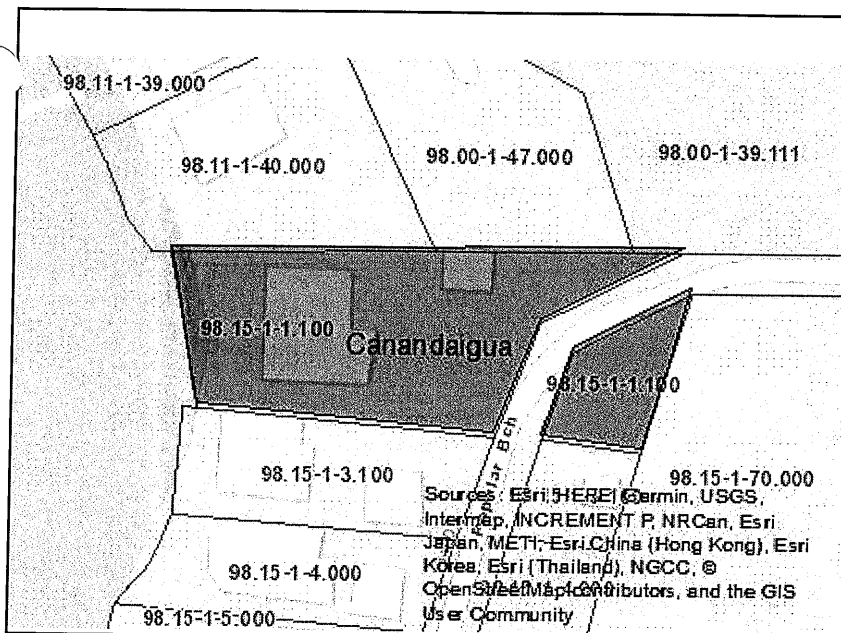 98.11-1-39.000
98.11-1-40.000
98.00-1-47.000
98.00-1-39.111
98.15-1-1.100
Canandaigua
98.15-1-1.100
98.15-1-3.100
Poplar Bch
98.15-1-70.000
98.15-1-4.000
98.15-1-5.000
Sources: Esri, HERE, Garmin, USGS,
Intermap, INCREMENT P, NRCan, Esri
Japan, METI, Esri China (Hong Kong), Esri
Korea, Esri (Thailand), NGCC, ©
OpenStreetMap contributors, and the GIS
User Community